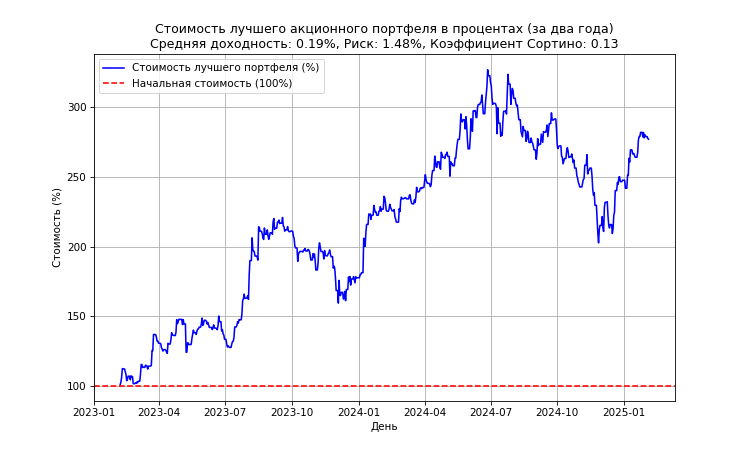 Стоимость лучшего акционного портфеля в процентах (за два года)
Средняя доходность: 0.19%, Риск: 1.48%, Коэффициент Сортино: 0.13
Стоимость лучшего портфеля (%)
Начальная стоимость (100%)
Стоимость (%)
300
250
200
150
100
2023-01 2023-04 2023-07 2023-10 2024-01 2024-04 2024-07 2024-10 2025-01
День